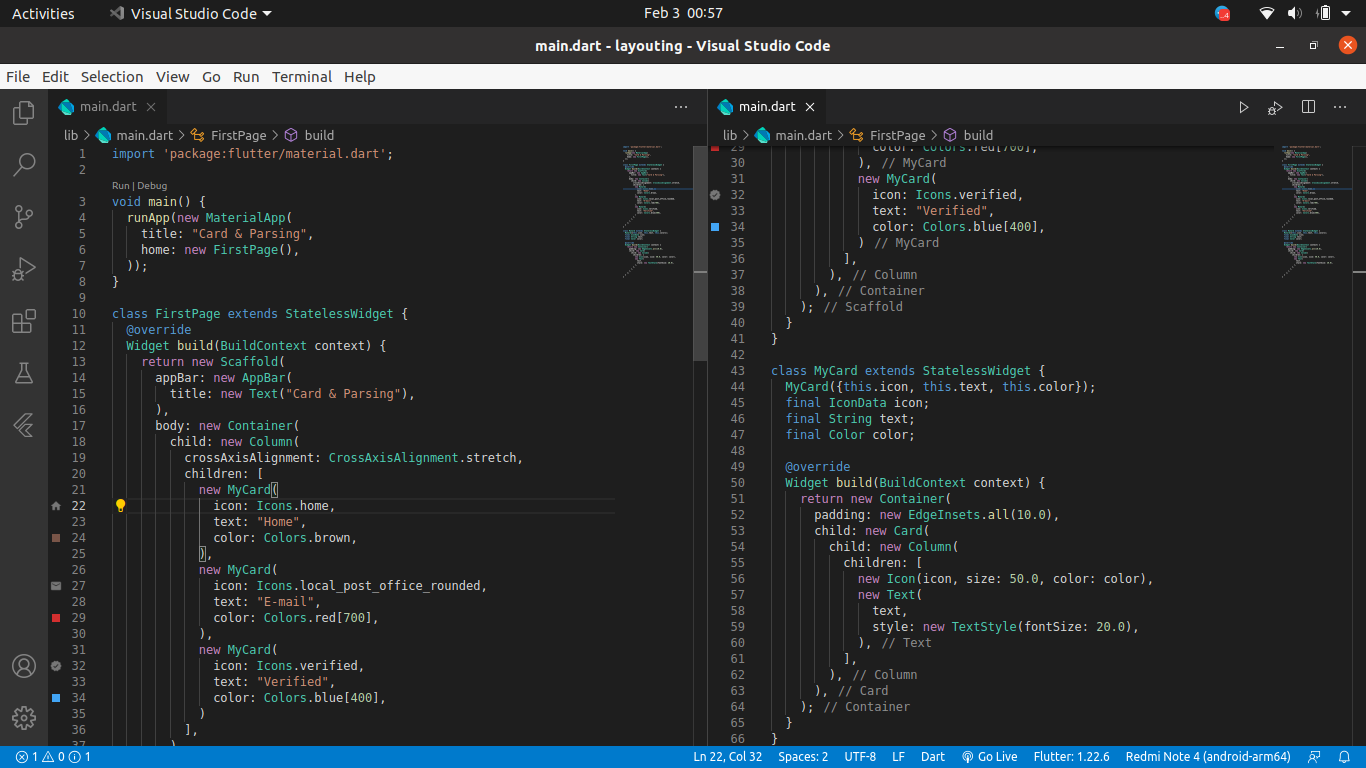 Activities Visual Studio Code Feb 3 00:57 4
main.dart - layouting - Visual Studio Code
File Edit Selection View Go Run Terminal Help
main.dart
lib > main.dart > FirstPage > build
1 import 'package:flutter/material.dart';
2
Run | Debug
3 void main() {
4 runApp(new MaterialApp(
5 title: "Card & Parsing",
6 home: new FirstPage(),
7 ));
8 }
9
10 class FirstPage extends StatelessWidget {
11 @override
12 Widget build(BuildContext context) {
13 return new Scaffold(
14 appBar: new AppBar(
15 title: new Text("Card & Parsing"),
16 ),
17 body: new Container(
18 child: new Column(
19 crossAxisAlignment: CrossAxisAlignment.stretch,
20 children: [
21 new MyCard(
22 icon: Icons.home,
23 text: "Home",
24 color: Colors.brown,
25 ),
26 new MyCard(
27 icon: Icons.local_post_office_rounded,
28 text: "E-mail",
29 color: Colors.red[700],
30 ),
31 new MyCard(
32 icon: Icons.verified,
33 text: "Verified",
34 color: Colors.blue[400],
35 )
36 ],
37 )
main.dart
lib > main.dart > FirstPage > build
29 color: Colors.red[700],
30 ), // MyCard
31 new MyCard(
32 icon: Icons.verified,
33 text: "Verified",
34 color: Colors.blue[400],
35 ) // MyCard
36 ],
37 ), // Column
38 ), // Container
39 ); // Scaffold
40 }
41 }
42
43 class MyCard extends StatelessWidget {
44 MyCard({this.icon, this.text, this.color});
45 final IconData icon;
46 final String text;
47 final Color color;
48
49 @override
50 Widget build(BuildContext context) {
51 return new Container(
52 padding: new EdgeInsets.all(10.0),
53 child: new Card(
54 child: new Column(
55 children: [
56 new Icon(icon, size: 50.0, color: color),
57 new Text(
58 text,
59 style: new TextStyle(fontSize: 20.0),
60 ), // Text
61 ],
62 ), // Column
63 ), // Card
64 ); // Container
65 }
66 }
1 0 1 Ln 22, Col 32 Spaces: 2 UTF-8 LF Dart Go Live Flutter: 1.22.6 Redmi Note 4 (android-arm64)